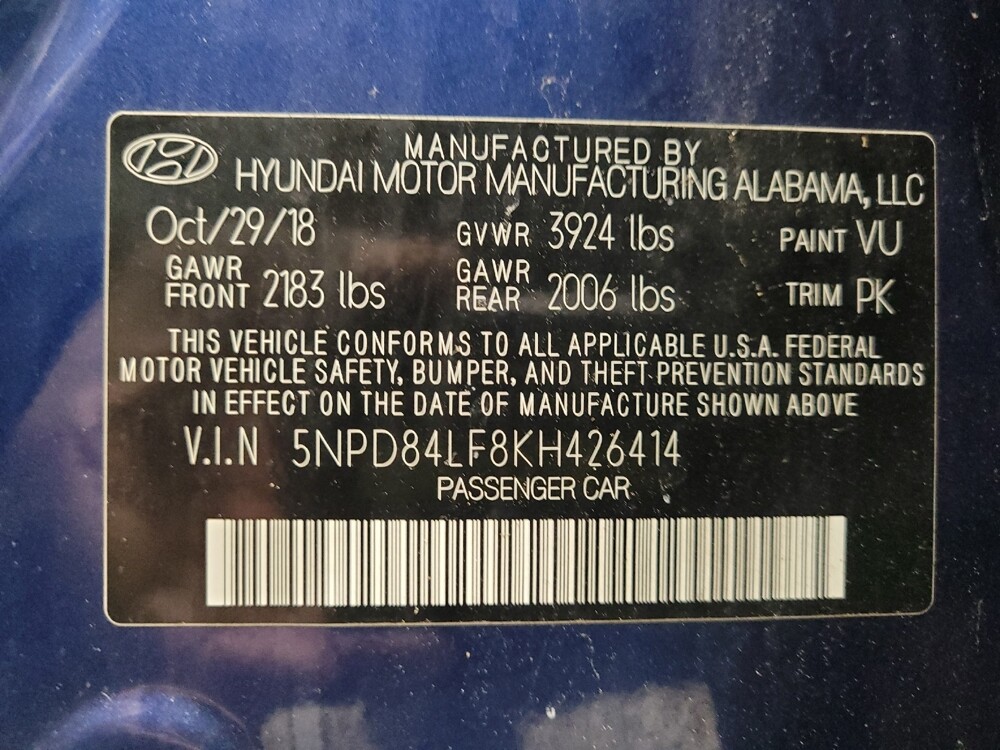 MANUFACTURED BY
HYUNDAI MOTOR MANUFACTURING ALABAMA, LLC
Oct/29/18 GVWR 3924 lbs PAINT VU
GAWR FRONT 2183 lbs GAWR REAR 2006 lbs TRIM PK
THIS VEHICLE CONFORMS TO ALL APPLICABLE U.S.A. FEDERAL
MOTOR VEHICLE SAFETY, BUMPER, AND THEFT PREVENTION STANDARDS
IN EFFECT ON THE DATE OF MANUFACTURE SHOWN ABOVE
V.I.N 5NPD84LF8KH426414
PASSENGER CAR